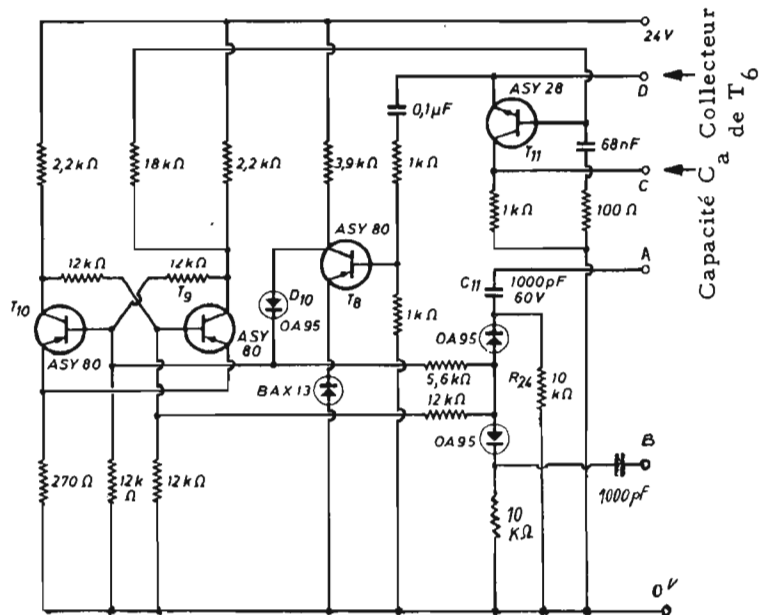 24V
D
ASY 28
0,1µF
T11
68nF
C
2,2kΩ
18kΩ
2,2kΩ
3,9kΩ
1kΩ
1kΩ
100Ω
ASY 80
A
12kΩ
12kΩ
T10
T9
D10
OA95
T8
C11
1000pF
60V
1kΩ
OA95
ASY 80
ASY
80
5,6kΩ
R24
10
kΩ
BAX 13
12kΩ
OA95
B
270Ω
12k
Ω
12kΩ
10
KΩ
1000pF
0V
Capacité Ca Collecteur
de T6